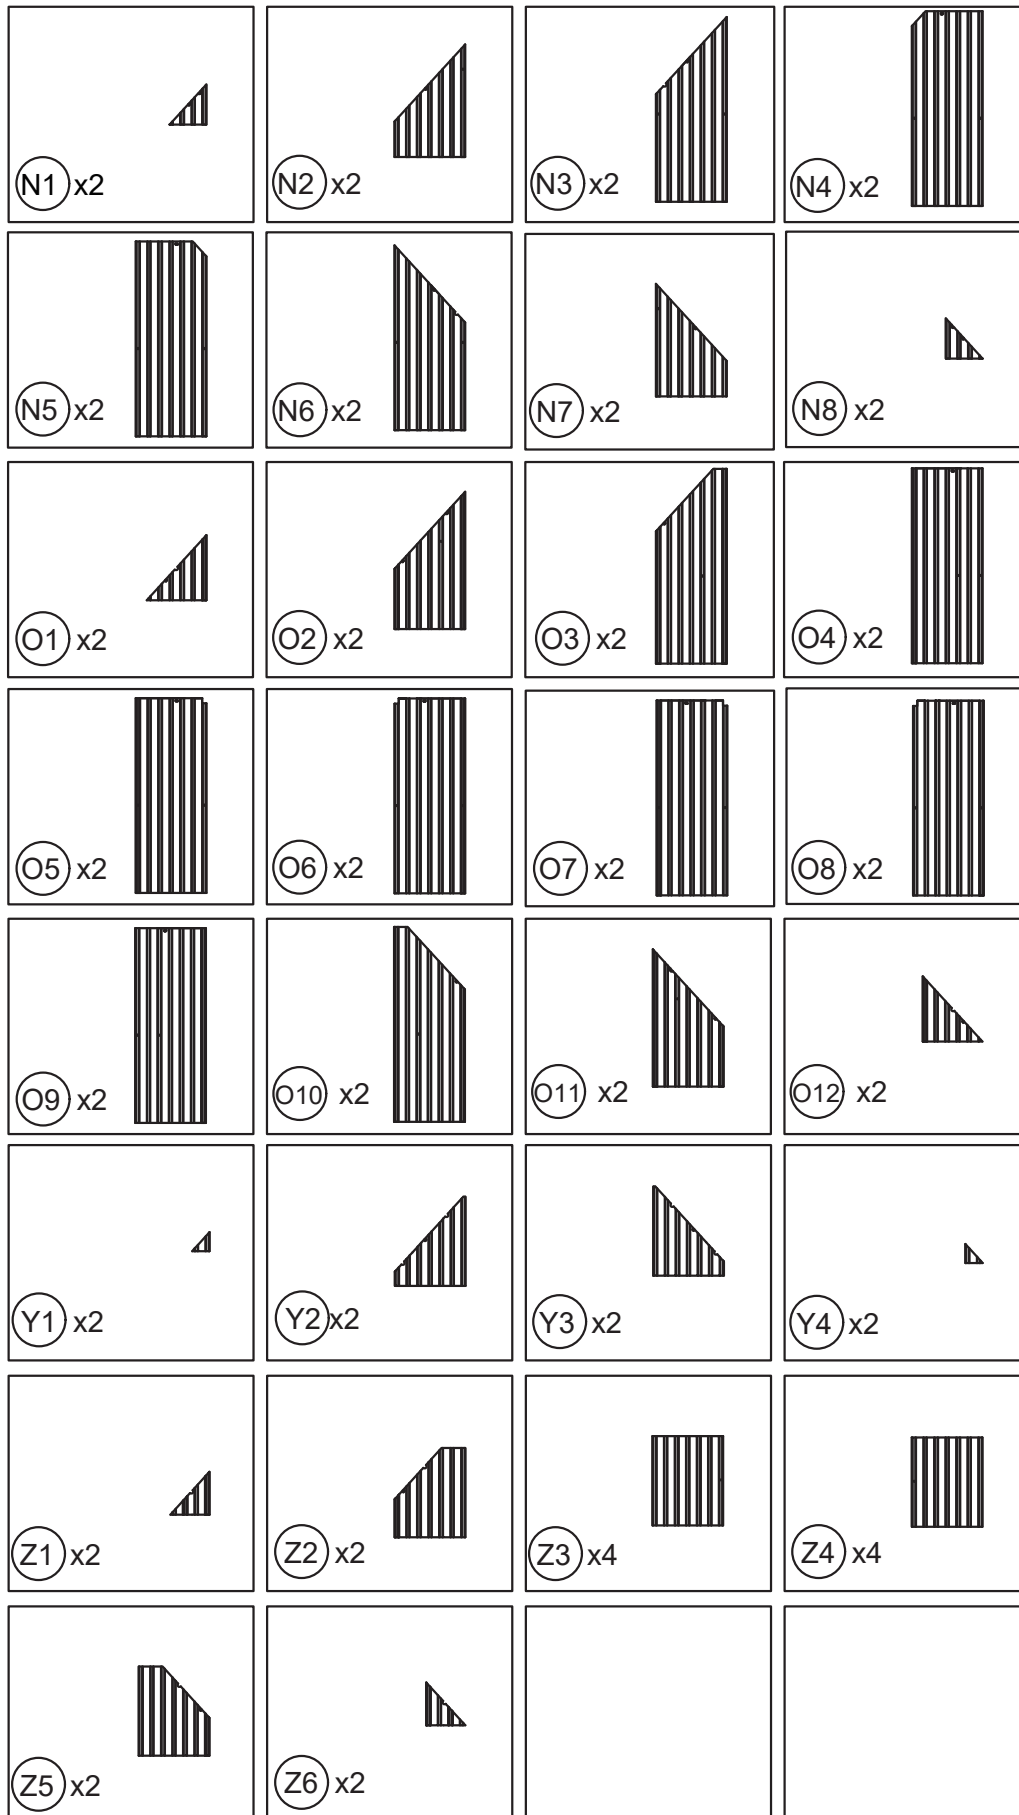 N1 x2
N2 x2
N3 x2
N4 x2
N5 x2
N6 x2
N7 x2
N8 x2
O1 x2
O2 x2
O3 x2
O4 x2
O5 x2
O6 x2
O7 x2
O8 x2
O9 x2
O10 x2
O11 x2
O12 x2
Y1 x2
Y2 x2
Y3 x2
Y4 x2
Z1 x2
Z2 x2
Z3 x4
Z4 x4
Z5 x2
Z6 x2